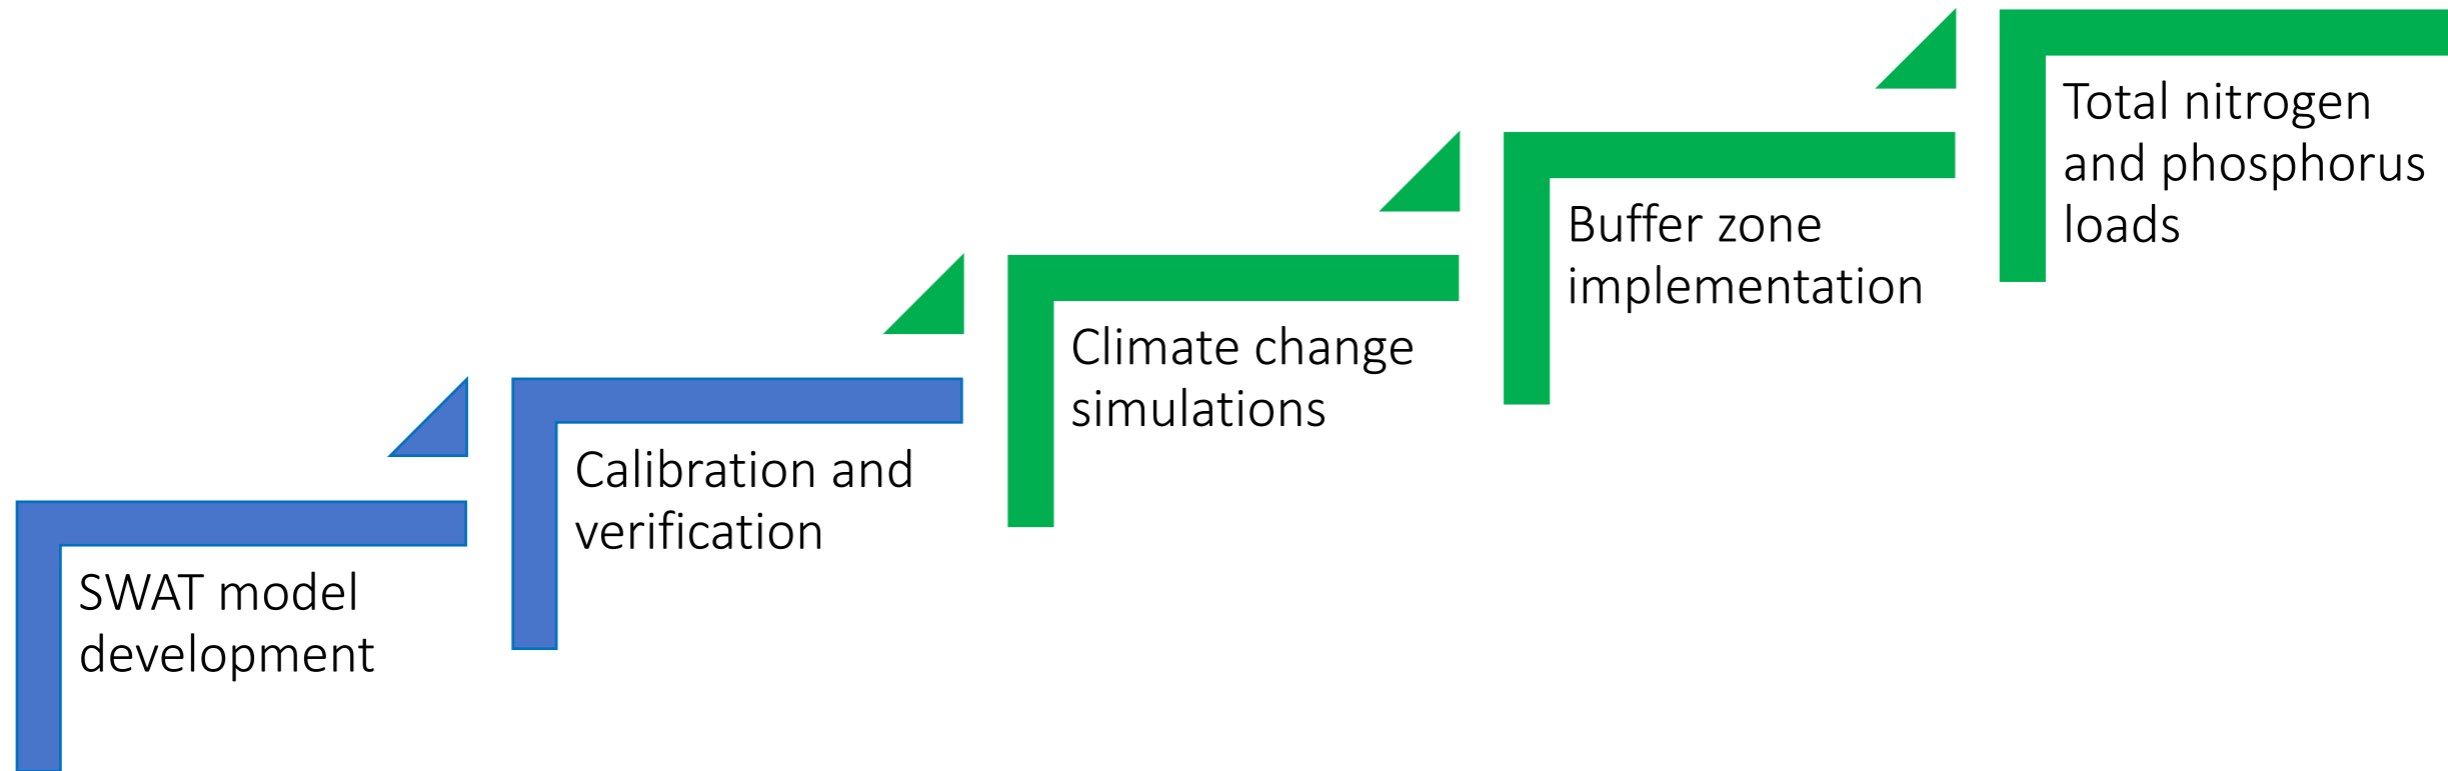 SWAT model
development
Calibration and
verification
Climate change
simulations
Buffer zone
implementation
Total nitrogen
and phosphorus
loads